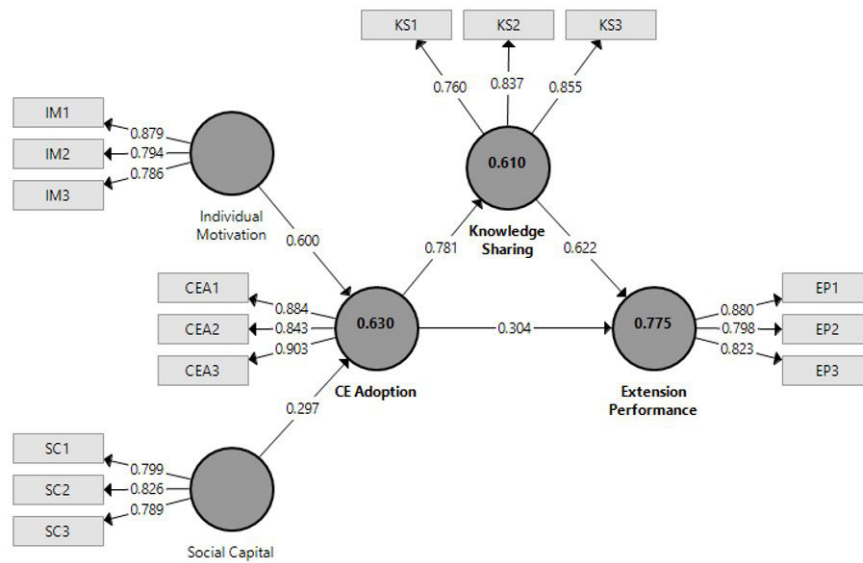 KS1
KS2
KS3
0.760
0.837
0.855
IM1
IM2
IM3
0.879
0.794
0.786
0.610
Individual
Motivation
Knowledge
Sharing
0.600
0.781
0.622
CEA1
CEA2
CEA3
0.884
0.843
0.903
0.630
0.304
0.775
0.880
0.798
0.823
EP1
EP2
EP3
CE Adoption
Extension
Performance
0.297
SC1
SC2
SC3
0.799
0.826
0.789
Social Capital